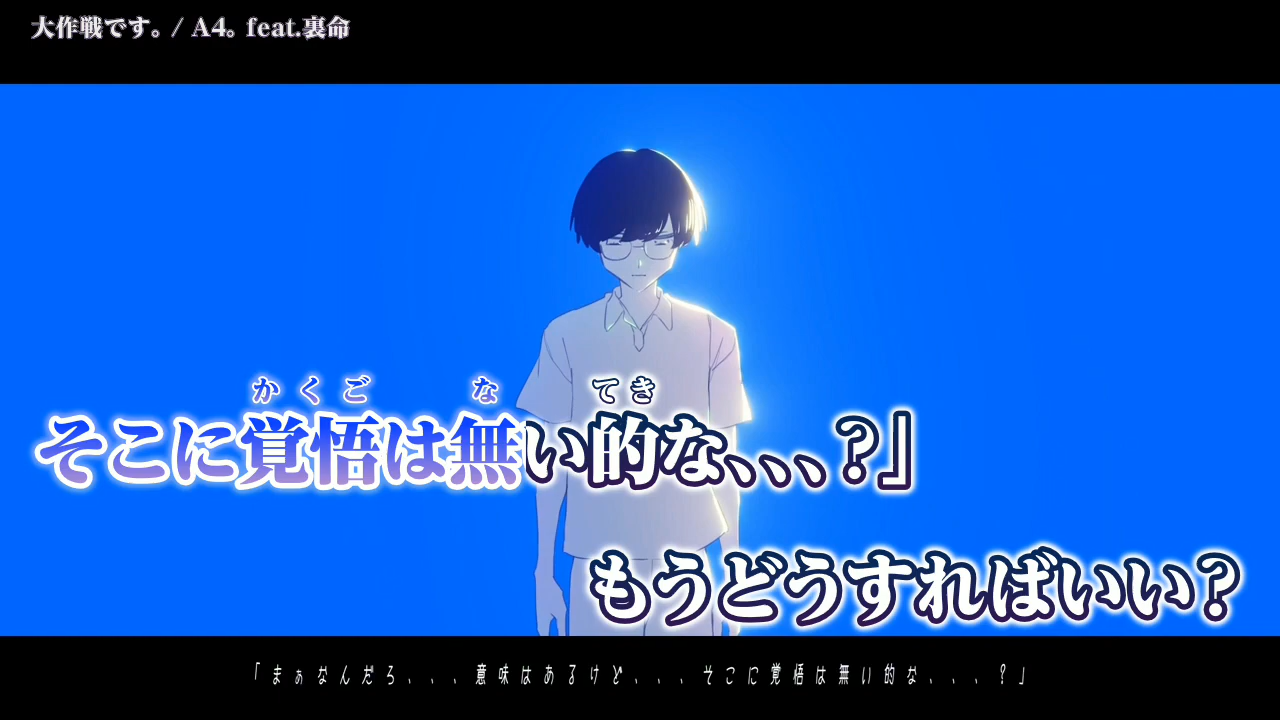 大作戦です。/ A4。 feat.裏命
かくご な てき
そこに覚悟は無い的な、、、?」
もうどうすればいい?
「まぁなんだろ、、、意味はあるけど、、、そこに覚悟は無い的な、、、?」